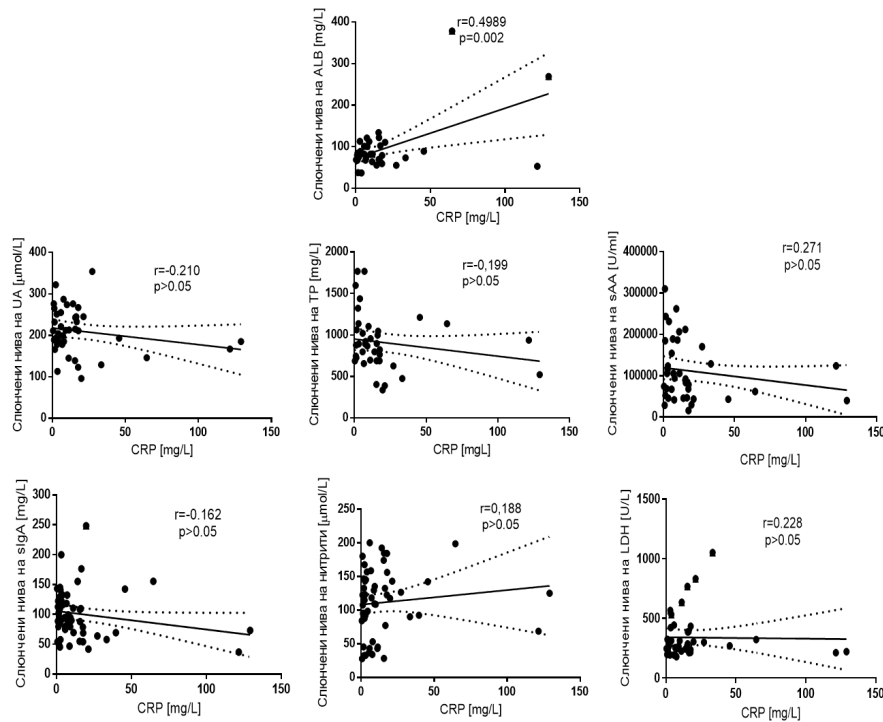 Слюнчени нива на ALB [mg/L]
400
300
200
100
0
r=0.4989
p=0.002
0 50 100 150
CRP [mg/L]
Слюнчени нива на UA [μmol/L]
400
300
200
100
0
r=-0.210
p>0.05
0 50 100 150
CRP [mg/L]
Слюнчени нива на TP [mg/L]
2000
1500
1000
500
0
r=-0,199
p>0.05
0 50 100 150
CRP [mg/L]
Слюнчени нива на sAA [U/ml]
400000
300000
200000
100000
0
r=0.271
p>0.05
0 50 100 150
CRP [mg/L]
Слюнчени нива на sIgA [mg/L]
300
250
200
150
100
50
0
r=-0.162
p>0.05
0 50 100 150
CRP [mg/L]
Слюнчени нива на нитрити [μmol/L]
200
150
100
50
0
r=0,188
p>0.05
0 50 100 150
CRP [mg/L]
Слюнчени нива на LDH [U/L]
1500
1000
500
0
r=0.228
p>0.05
0 50 100 150
CRP [mg/L]